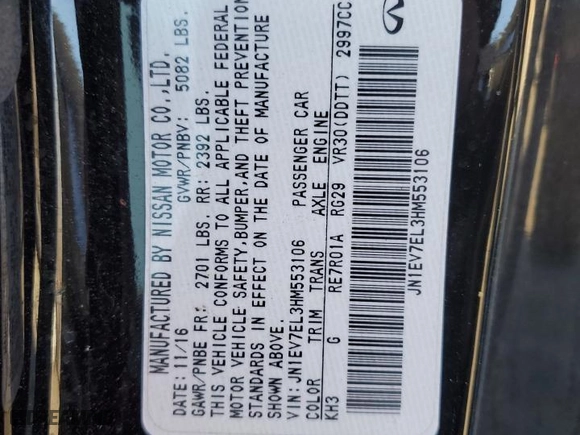 MANUFACTURED BY NISSAN MOTOR CO.,LTD.
DATE: 11/16 GVWR/PNBV: 5082 LBS.
GAWR/PNBE FR: 2701 LBS. RR: 2392 LBS.
THIS VEHICLE CONFORMS TO ALL APPLICABLE FEDERAL
MOTOR VEHICLE SAFETY,BUMPER,AND THEFT PREVENTION
STANDARDS IN EFFECT ON THE DATE OF MANUFACTURE
SHOWN ABOVE.
VIN: JN1EV7EL3HM553106 PASSENGER CAR
COLOR TRIM TRANS AXLE ENGINE
KH3 G RE7R01A RG29 VR30(DDTT) 2997CC
JN1EV7EL3HM553106